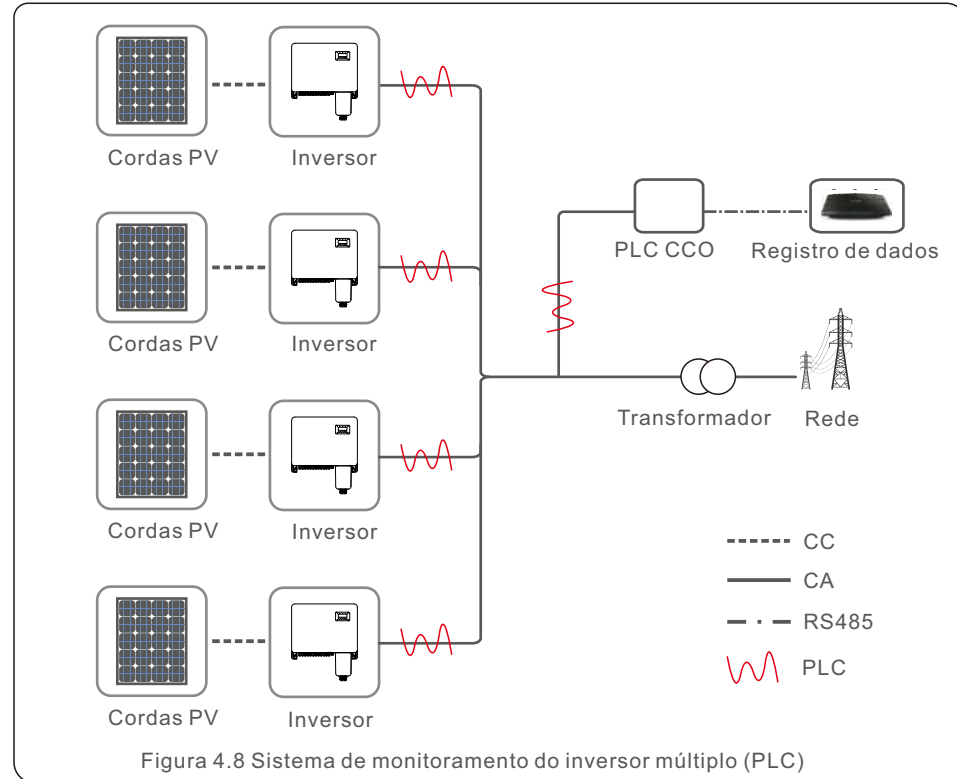 Cordas PV
Inversor
PLC CCO
Registro de dados
Cordas PV
Inversor
Transformador
Rede
Cordas PV
Inversor
CC
CA
RS485
PLC
Cordas PV
Inversor
Figura 4.8 Sistema de monitoramento do inversor múltiplo (PLC)